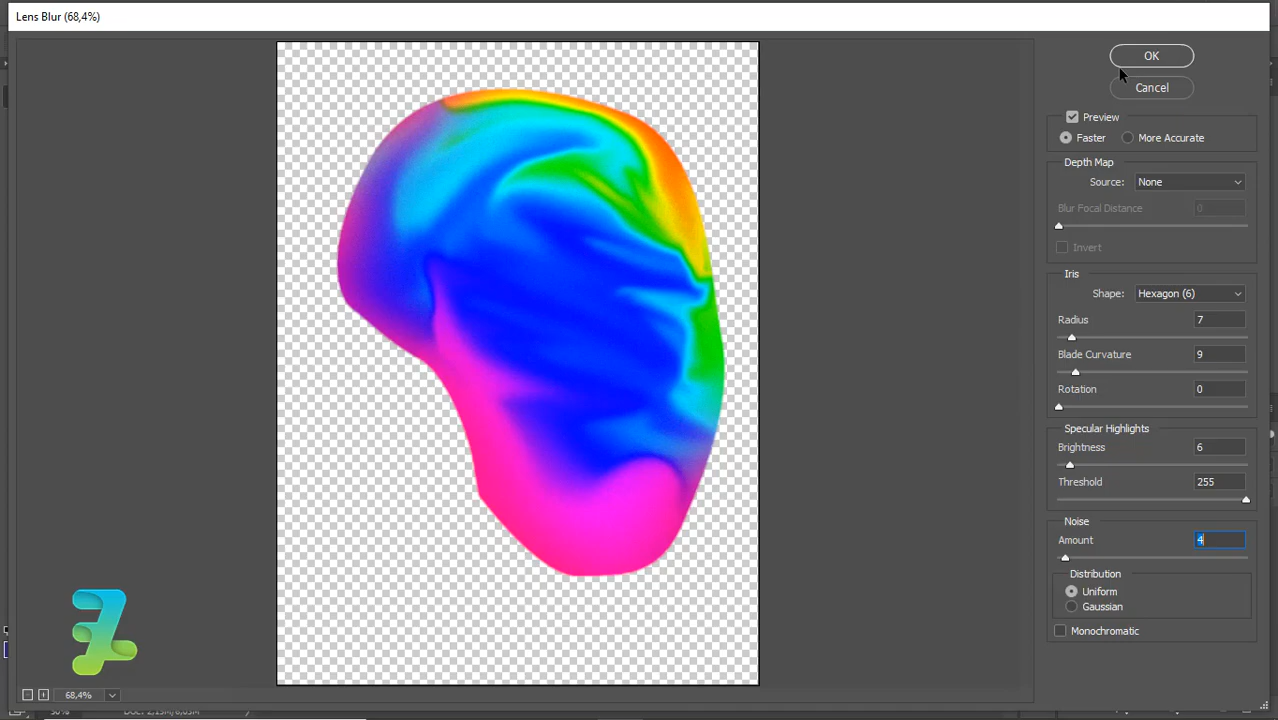 Lens Blur (68,4%)
OK
Cancel
Preview
Faster
More Accurate
Depth Map
Source:
None
Blur Focal Distance
0
Invert
Iris
Shape:
Hexagon (6)
Radius
7
Blade Curvature
9
Rotation
0
Specular Highlights
Brightness
6
Threshold
255
Noise
Amount
4
Distribution
Uniform
Gaussian
Monochromatic
68,4%